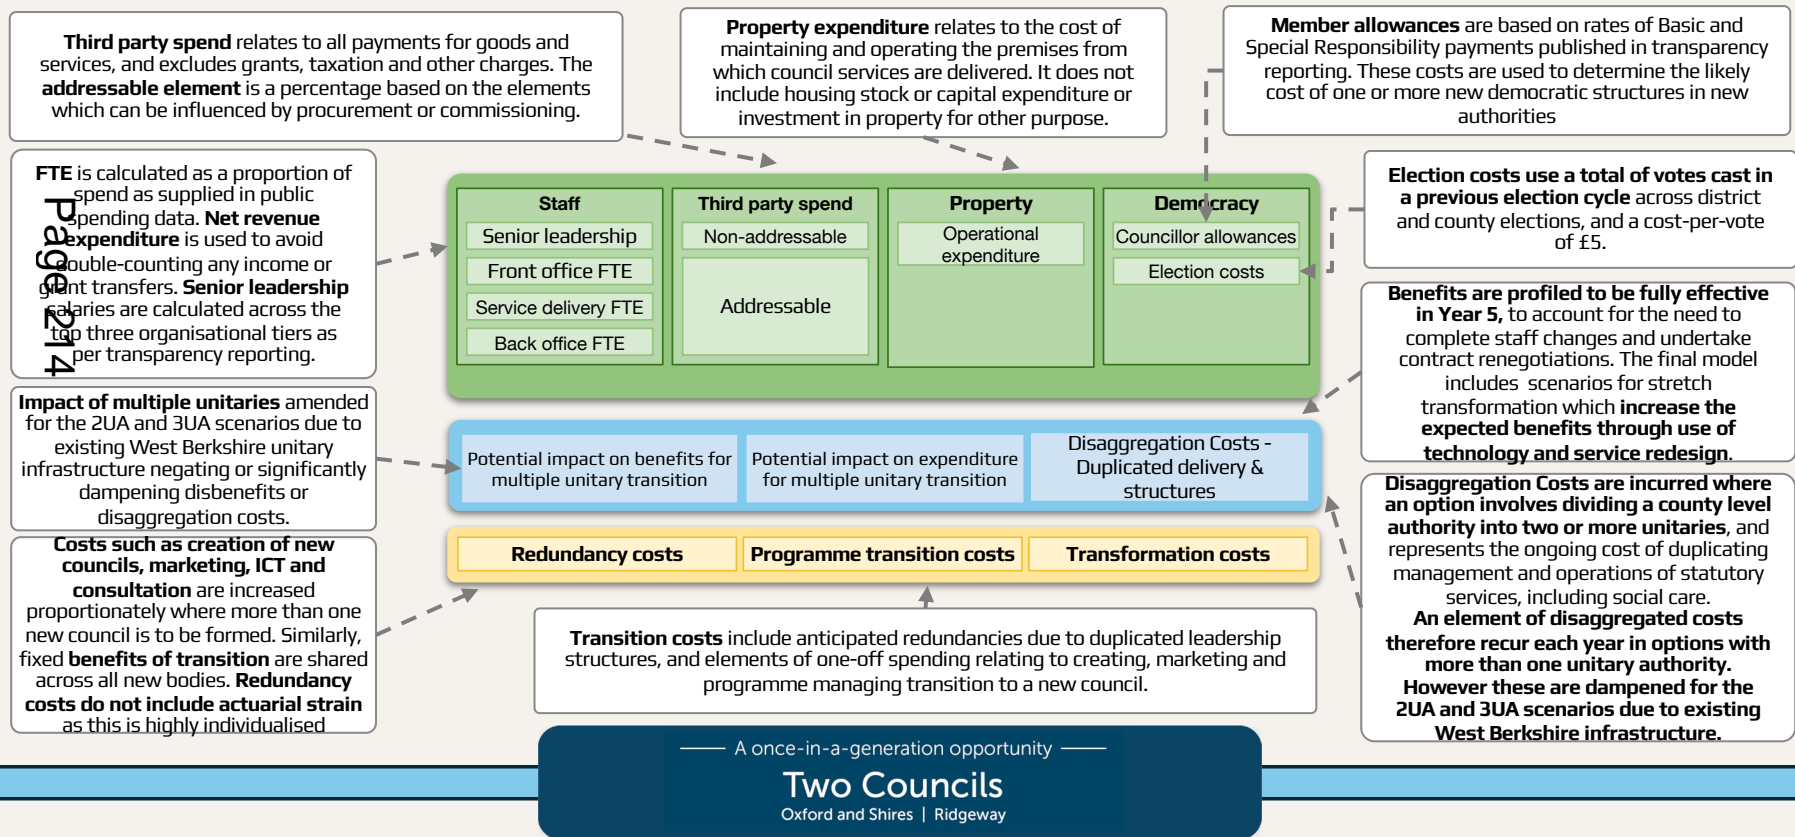 Third party spend relates to all payments for goods and
services, and excludes grants, taxation and other charges. The
addressable element is a percentage based on the elements
which can be influenced by procurement or commissioning.
Property expenditure relates to the cost of
maintaining and operating the premises from
which council services are delivered. It does not
include housing stock or capital expenditure or
investment in property for other purpose.
Member allowances are based on rates of Basic and
Special Responsibility payments published in transparency
reporting. These costs are used to determine the likely
cost of one or more new democratic structures in new
authorities
FTE is calculated as a proportion of
spend as supplied in public
spending data. Net revenue
expenditure is used to avoid
double-counting any income or
grant transfers. Senior leadership
salaries are calculated across the
top three organisational tiers as
per transparency reporting.
Page 214
Staff
Senior leadership
Front office FTE
Service delivery FTE
Back office FTE
Third party spend
Non-addressable
Addressable
Property
Operational
expenditure
Democracy
Councillor allowances
Election costs
Election costs use a total of votes cast in
a previous election cycle across district
and county elections, and a cost-per-vote
of £5.
Benefits are profiled to be fully effective
in Year 5, to account for the need to
complete staff changes and undertake
contract renegotiations. The final model
includes scenarios for stretch
transformation which increase the
expected benefits through use of
technology and service redesign.
Impact of multiple unitaries amended
for the 2UA and 3UA scenarios due to
existing West Berkshire unitary
infrastructure negating or significantly
dampening disbenefits or
disaggregation costs.
Potential impact on benefits for
multiple unitary transition
Potential impact on expenditure
for multiple unitary transition
Disaggregation Costs -
Duplicated delivery &
structures
Disaggregation Costs are incurred where
an option involves dividing a county level
authority into two or more unitaries, and
represents the ongoing cost of duplicating
management and operations of statutory
services, including social care.
An element of disaggregated costs
therefore recur each year in options with
more than one unitary authority.
However these are dampened for the
2UA and 3UA scenarios due to existing
West Berkshire infrastructure.
Costs such as creation of new
councils, marketing, ICT and
consultation are increased
proportionately where more than one
new council is to be formed. Similarly,
fixed benefits of transition are shared
across all new bodies. Redundancy
costs do not include actuarial strain
as this is highly individualised
Redundancy costs
Programme transition costs
Transformation costs
Transition costs include anticipated redundancies due to duplicated leadership
structures, and elements of one-off spending relating to creating, marketing and
programme managing transition to a new council.
A once-in-a-generation opportunity
Two Councils
Oxford and Shires | Ridgeway